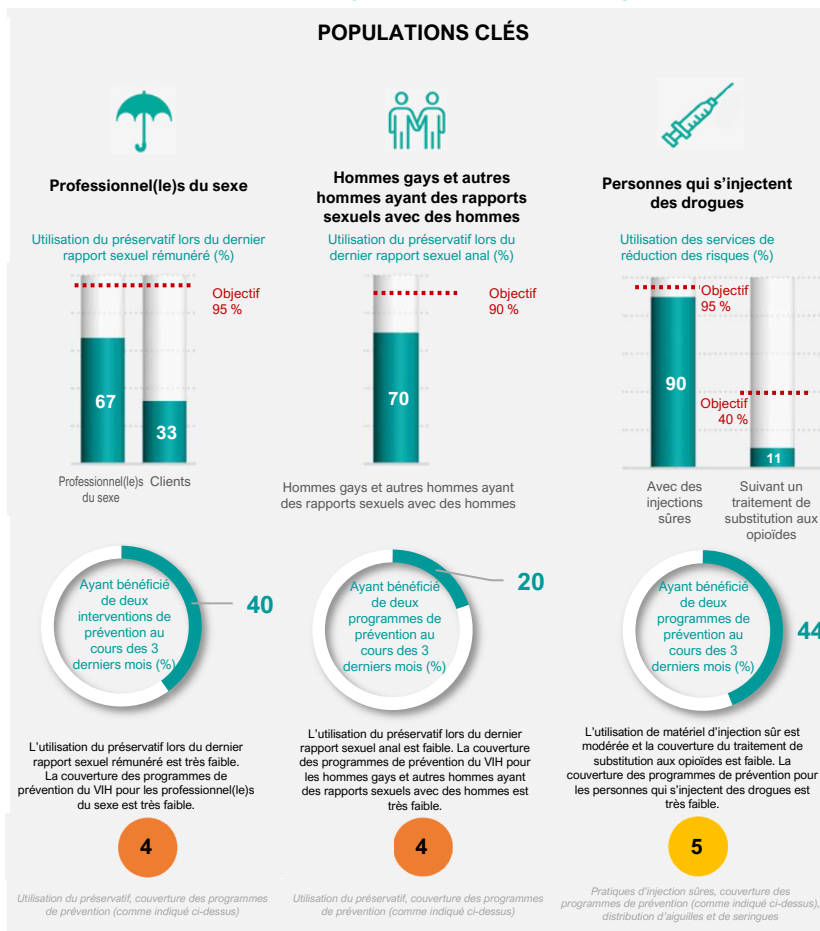 POPULATIONS CLÉS
Professionnel(le)s du sexe
Utilisation du préservatif lors du dernier
rapport sexuel rémunéré (%)
Objectif
95 %
67
33
Professionnel(le)s
du sexe
Clients
Ayant bénéficié
de deux
interventions de
prévention au
cours des 3
derniers mois (%)
40
L'utilisation du préservatif lors du dernier
rapport sexuel rémunéré est très faible.
La couverture des programmes de
prévention du VIH pour les professionnel(le)s
du sexe est très faible.
4
Utilisation du préservatif, couverture des programmes
de prévention (comme indiqué ci-dessus)
Hommes gays et autres
hommes ayant des rapports
sexuels avec des hommes
Utilisation du préservatif lors du
dernier rapport sexuel anal (%)
Objectif
90 %
70
Hommes gays et autres hommes ayant
des rapports sexuels avec des hommes
Ayant bénéficié
de deux
programmes de
prévention au
cours des 3
derniers mois (%)
20
L'utilisation du préservatif lors du dernier
rapport sexuel anal est faible. La couverture
des programmes de prévention du VIH pour
les hommes gays et autres hommes ayant
des rapports sexuels avec des hommes est
très faible.
4
Utilisation du préservatif, couverture des programmes
de prévention (comme indiqué ci-dessus)
Personnes qui s'injectent
des drogues
Utilisation des services de
réduction des risques (%)
Objectif
95 %
90
Objectif
40 %
11
Avec des
injections
sûres
Suivant un
traitement de
substitution aux
opioïdes
Ayant bénéficié
de deux
programmes de
prévention au
cours des 3
derniers mois (%)
44
L'utilisation de matériel d'injection sûr est
modérée et la couverture du traitement de
substitution aux opioïdes est faible. La
couverture des programmes de prévention pour
les personnes qui s'injectent des drogues est
très faible.
5
Pratiques d'injection sûres, couverture des
programmes de prévention (comme indiqué ci-dessus),
distribution d'aiguilles et de seringues